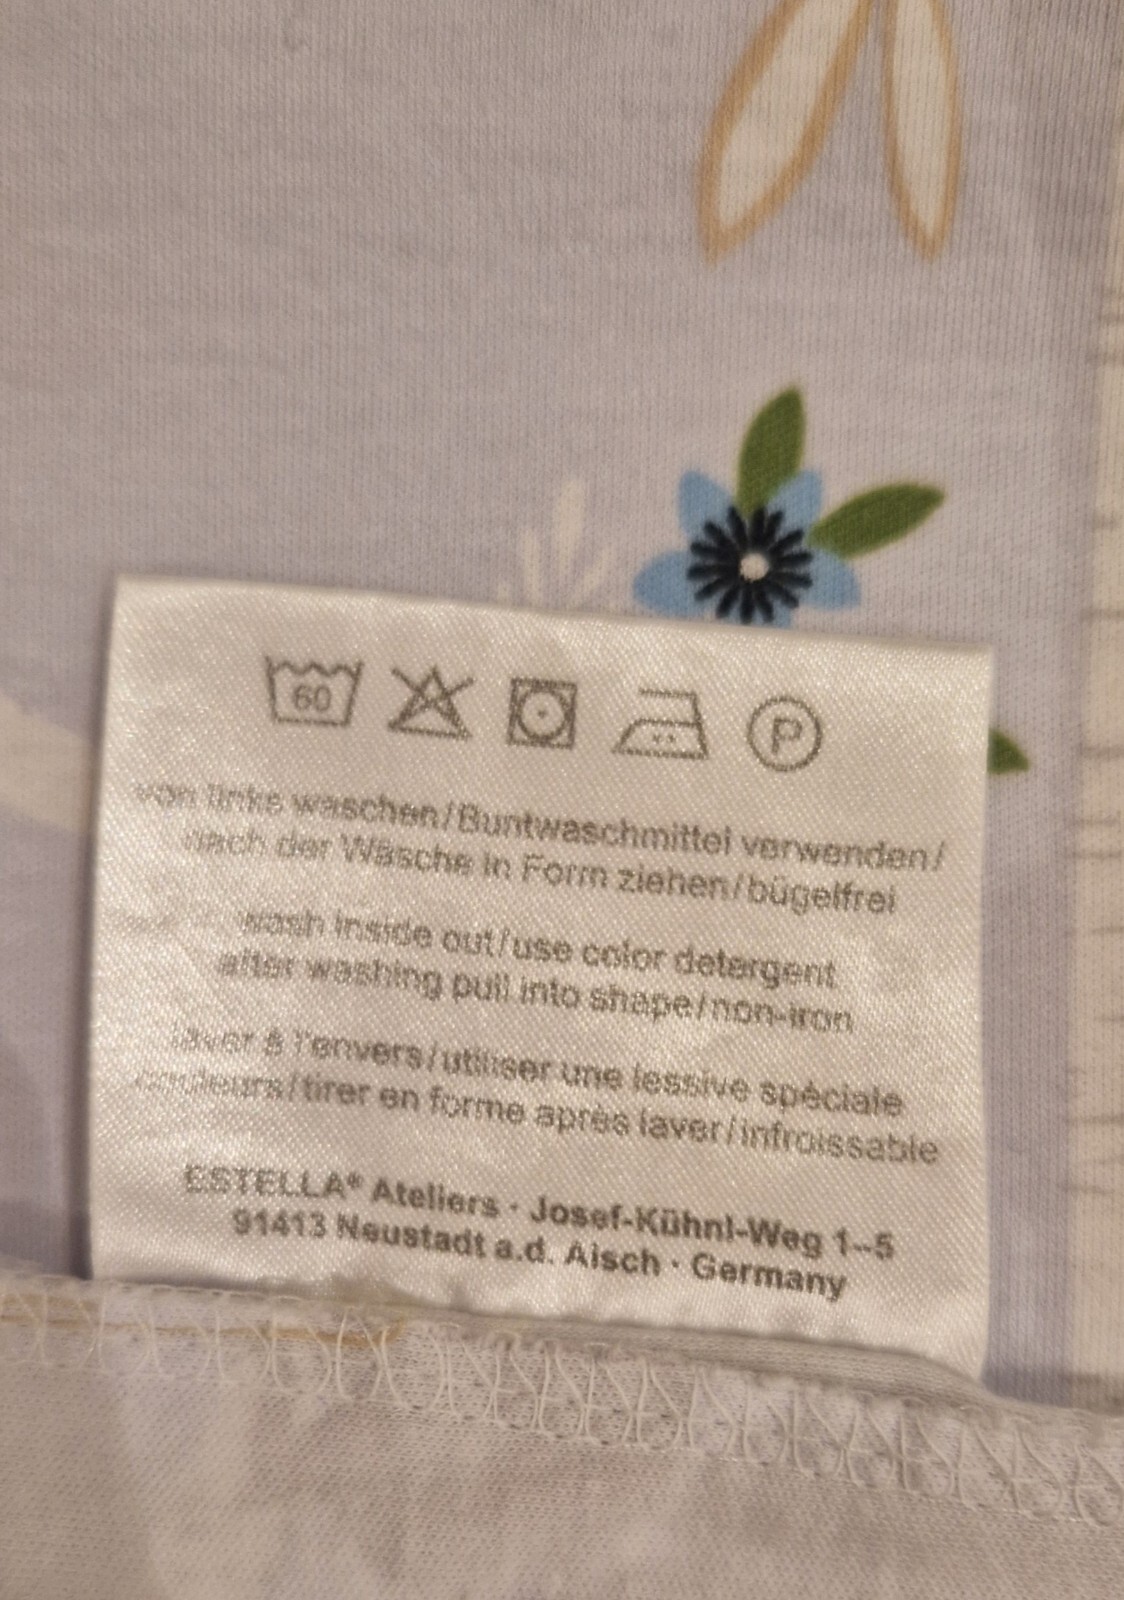 60
P
von links waschen/Buntwaschmittel verwenden/
nach der Wäsche in Form ziehen/bügelfrei
wash inside out/use color detergent
after washing pull into shape/non-iron
laver à l'envers/utiliser une lessive spéciale
couleurs/tirer en forme après laver/infroissable
ESTELLA® Ateliers · Josef-Kühnl-Weg 1–5
91413 Neustadt a.d. Aisch · Germany